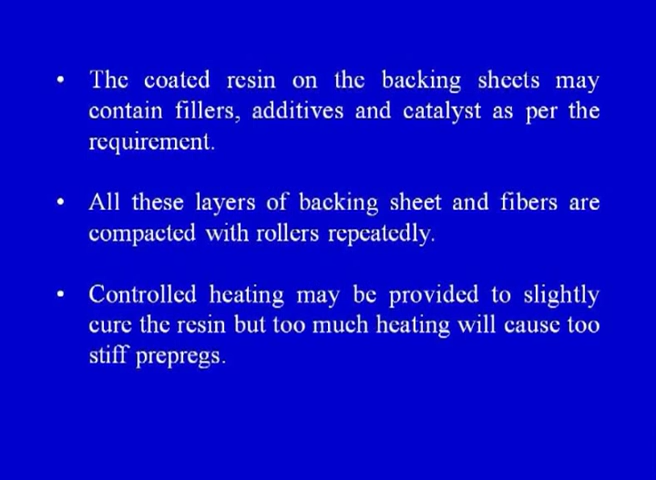 • The coated resin on the backing sheets may
contain fillers, additives and catalyst as per the
requirement.
• All these layers of backing sheet and fibers are
compacted with rollers repeatedly.
• Controlled heating may be provided to slightly
cure the resin but too much heating will cause too
stiff prepregs.